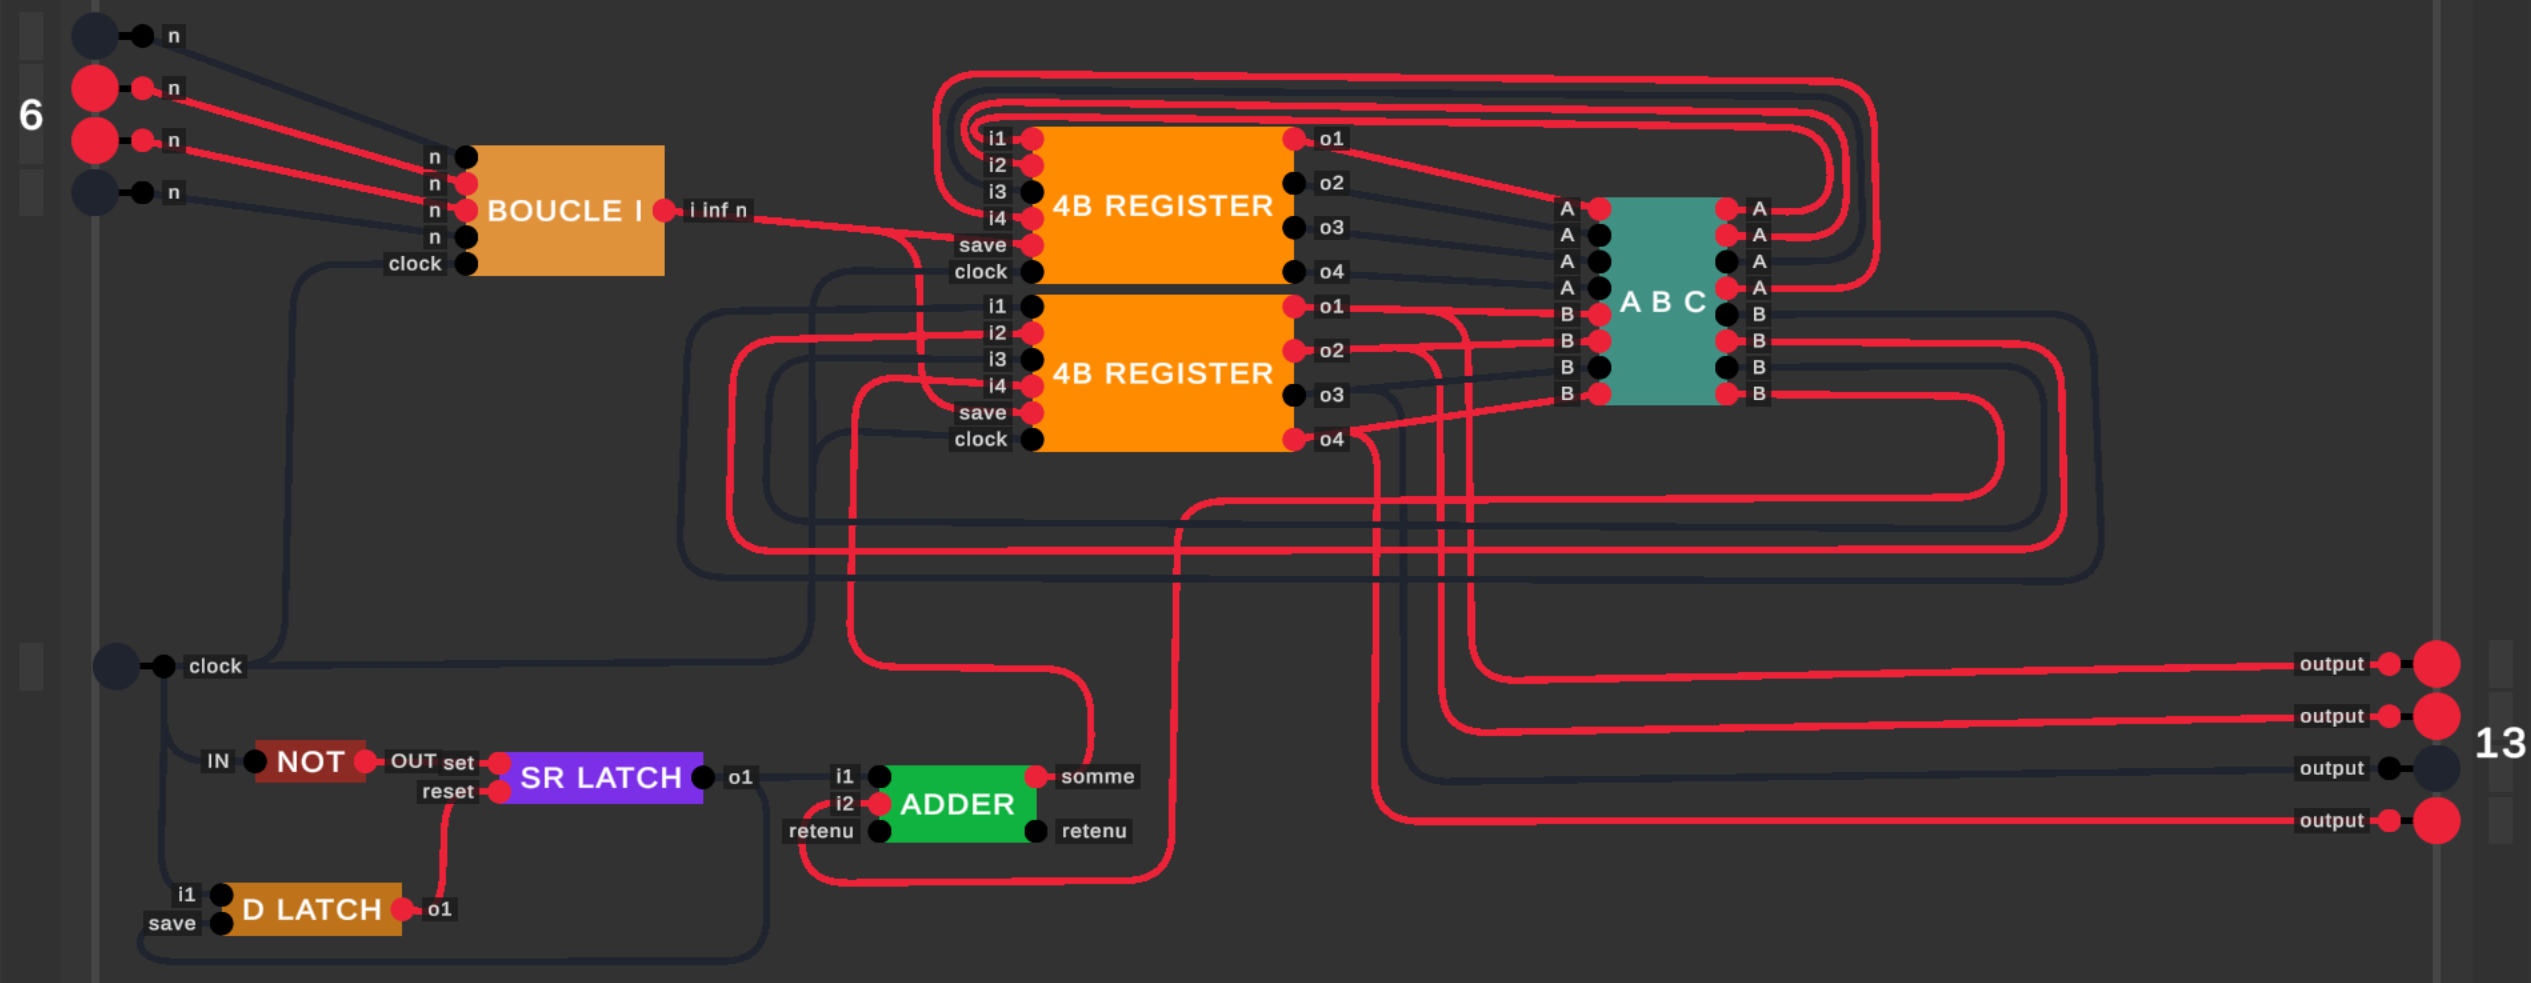 n
n
6
n
n
n
n
n
n
clock
BOUCLE I
i inf n
i1
i2
i3
i4
save
clock
4B REGISTER
o1
o2
o3
o4
i1
i2
i3
i4
save
clock
4B REGISTER
o1
o2
o3
o4
A
A
A
A
B
B
B
B
A B C
A
A
A
A
B
B
B
B
clock
IN
NOT
OUT
set
reset
SR LATCH
o1
i1
i2
retenu
ADDER
somme
retenu
i1
save
D LATCH
o1
output
output
output
output
13